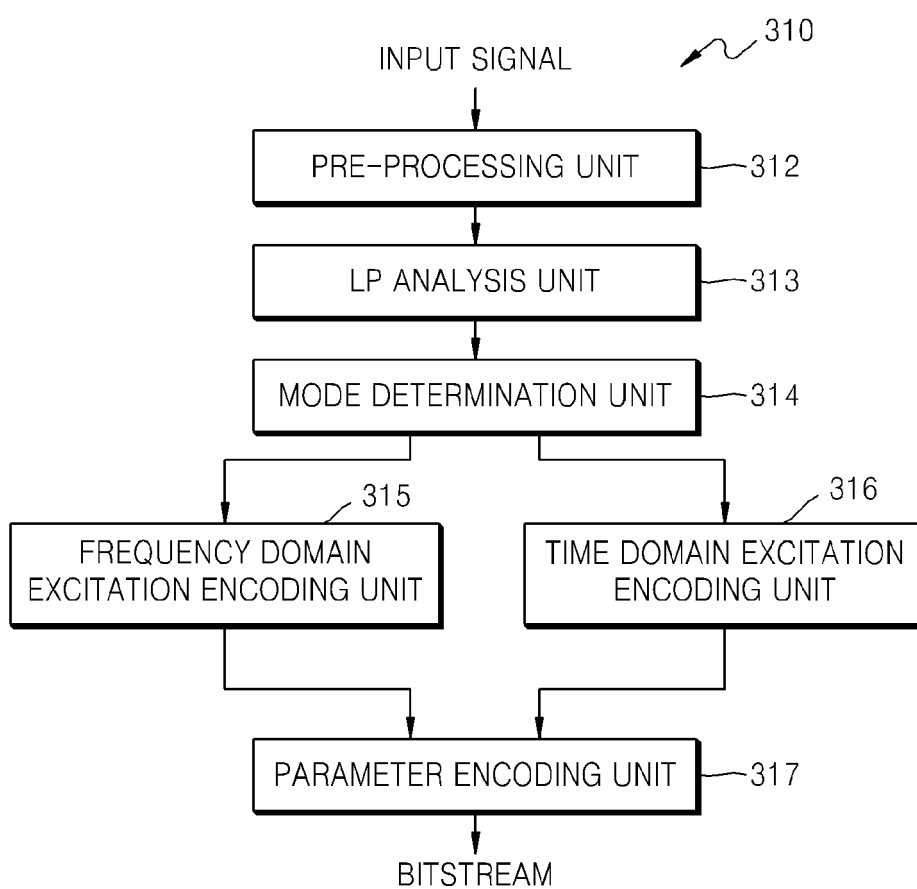 310
INPUT SIGNAL
PRE-PROCESSING UNIT
312
LP ANALYSIS UNIT
313
MODE DETERMINATION UNIT
314
315
316
FREQUENCY DOMAIN
EXCITATION ENCODING UNIT
TIME DOMAIN EXCITATION
ENCODING UNIT
PARAMETER ENCODING UNIT
317
BITSTREAM